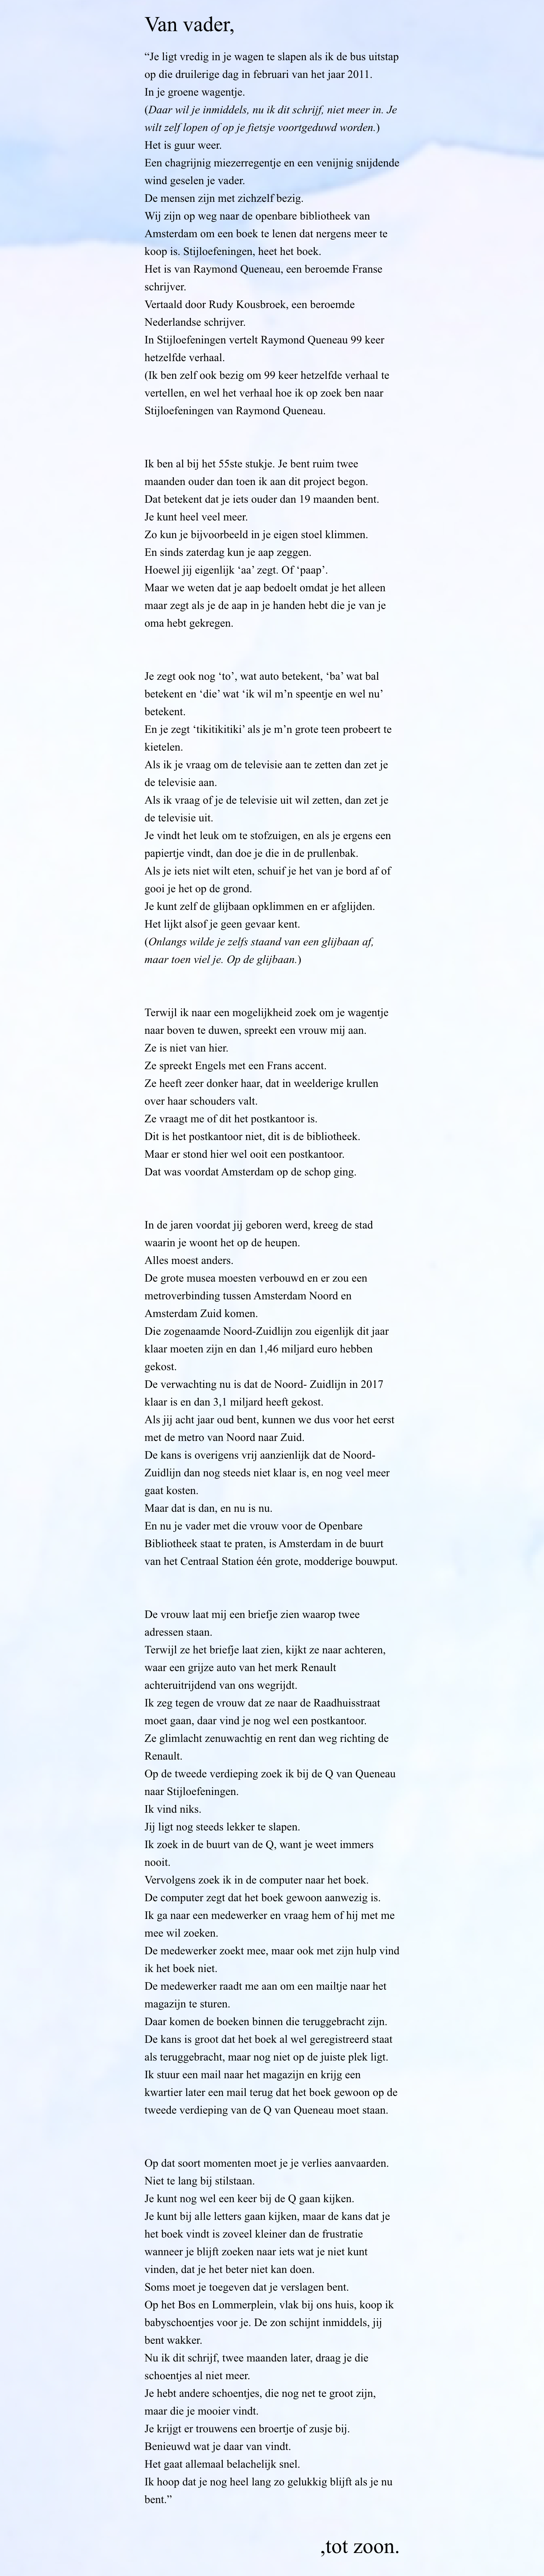 Van vader,
“Je ligt vredig in je wagen te slapen als ik de bus uitstap
op die druilerige dag in februari van het jaar 2011.
In je groene wagentje.
(Daar wil je inmiddels, nu ik dit schrijf, niet meer in. Je
wilt zelf lopen of op je fietsje voortgeduwd worden.)
Het is guur weer.
Een chagrijnig miezerregentje en een venijnig snijdende
wind geselen je vader.
De mensen zijn met zichzelf bezig.
Wij zijn op weg naar de openbare bibliotheek van
Amsterdam om een boek te lenen dat nergens meer te
koop is. Stijloefeningen, heet het boek.
Het is van Raymond Queneau, een beroemde Franse
schrijver.
Vertaald door Rudy Kousbroek, een beroemde
Nederlandse schrijver.
In Stijloefeningen vertelt Raymond Queneau 99 keer
hetzelfde verhaal.
(Ik ben zelf ook bezig om 99 keer hetzelfde verhaal te
vertellen, en wel het verhaal hoe ik op zoek ben naar
Stijloefeningen van Raymond Queneau.
Ik ben al bij het 55ste stukje. Je bent ruim twee
maanden ouder dan toen ik aan dit project begon.
Dat betekent dat je iets ouder dan 19 maanden bent.
Je kunt heel veel meer.
Zo kun je bijvoorbeeld in je eigen stoel klimmen.
En sinds zaterdag kun je aap zeggen.
Hoewel jij eigenlijk ‘aa’ zegt. Of ‘paap’.
Maar we weten dat je aap bedoelt omdat je het alleen
maar zegt als je de aap in je handen hebt die je van je
oma hebt gekregen.
Je zegt ook nog ‘to’, wat auto betekent, ‘ba’ wat bal
betekent en ‘die’ wat ‘ik wil m’n speentje en wel nu’
betekent.
En je zegt ‘tikitikitiki’ als je m’n grote teen probeert te
kietelen.
Als ik je vraag om de televisie aan te zetten dan zet je
de televisie aan.
Als ik vraag of je de televisie uit wil zetten, dan zet je
de televisie uit.
Je vindt het leuk om te stofzuigen, en als je ergens een
papiertje vindt, dan doe je die in de prullenbak.
Als je iets niet wilt eten, schuif je het van je bord af of
gooi je het op de grond.
Je kunt zelf de glijbaan opklimmen en er afglijden.
Het lijkt alsof je geen gevaar kent.
(Onlangs wilde je zelfs staand van een glijbaan af,
maar toen viel je. Op de glijbaan.)
Terwijl ik naar een mogelijkheid zoek om je wagentje
naar boven te duwen, spreekt een vrouw mij aan.
Ze is niet van hier.
Ze spreekt Engels met een Frans accent.
Ze heeft zeer donker haar, dat in weelderige krullen
over haar schouders valt.
Ze vraagt me of dit het postkantoor is.
Dit is het postkantoor niet, dit is de bibliotheek.
Maar er stond hier wel ooit een postkantoor.
Dat was voordat Amsterdam op de schop ging.
In de jaren voordat jij geboren werd, kreeg de stad
waarin je woont het op de heupen.
Alles moest anders.
De grote musea moesten verbouwd en er zou een
metroverbinding tussen Amsterdam Noord en
Amsterdam Zuid komen.
Die zogenaamde Noord-Zuidlijn zou eigenlijk dit jaar
klaar moeten zijn en dan 1,46 miljard euro hebben
gekost.
De verwachting nu is dat de Noord- Zuidlijn in 2017
klaar is en dan 3,1 miljard heeft gekost.
Als jij acht jaar oud bent, kunnen we dus voor het eerst
met de metro van Noord naar Zuid.
De kans is overigens vrij aanzienlijk dat de Noord-
Zuidlijn dan nog steeds niet klaar is, en nog veel meer
gaat kosten.
Maar dat is dan, en nu is nu.
En nu je vader met die vrouw voor de Openbare
Bibliotheek staat te praten, is Amsterdam in de buurt
van het Centraal Station één grote, modderige bouwput.
De vrouw laat mij een briefje zien waarop twee
adressen staan.
Terwijl ze het briefje laat zien, kijkt ze naar achteren,
waar een grijze auto van het merk Renault
achteruitrijdend van ons wegrijdt.
Ik zeg tegen de vrouw dat ze naar de Raadhuisstraat
moet gaan, daar vind je nog wel een postkantoor.
Ze glimlacht zenuwachtig en rent dan weg richting de
Renault.
Op de tweede verdieping zoek ik bij de Q van Queneau
naar Stijloefeningen.
Ik vind niks.
Jij ligt nog steeds lekker te slapen.
Ik zoek in de buurt van de Q, want je weet immers
nooit.
Vervolgens zoek ik in de computer naar het boek.
De computer zegt dat het boek gewoon aanwezig is.
Ik ga naar een medewerker en vraag hem of hij met me
mee wil zoeken.
De medewerker zoekt mee, maar ook met zijn hulp vind
ik het boek niet.
De medewerker raadt me aan om een mailtje naar het
magazijn te sturen.
Daar komen de boeken binnen die teruggebracht zijn.
De kans is groot dat het boek al wel geregistreerd staat
als teruggebracht, maar nog niet op de juiste plek ligt.
Ik stuur een mail naar het magazijn en krijg een
kwartier later een mail terug dat het boek gewoon op de
tweede verdieping van de Q van Queneau moet staan.
Op dat soort momenten moet je je verlies aanvaarden.
Niet te lang bij stilstaan.
Je kunt nog wel een keer bij de Q gaan kijken.
Je kunt bij alle letters gaan kijken, maar de kans dat je
het boek vindt is zoveel kleiner dan de frustratie
wanneer je blijft zoeken naar iets wat je niet kunt
vinden, dat je het beter niet kan doen.
Soms moet je toegeven dat je verslagen bent.
Op het Bos en Lommerplein, vlak bij ons huis, koop ik
babyschoentjes voor je. De zon schijnt inmiddels, jij
bent wakker.
Nu ik dit schrijf, twee maanden later, draag je die
schoentjes al niet meer.
Je hebt andere schoentjes, die nog net te groot zijn,
maar die je mooier vindt.
Je krijgt er trouwens een broertje of zusje bij.
Benieuwd wat je daar van vindt.
Het gaat allemaal belachelijk snel.
Ik hoop dat je nog heel lang zo gelukkig blijft als je nu
bent.”
,tot zoon.